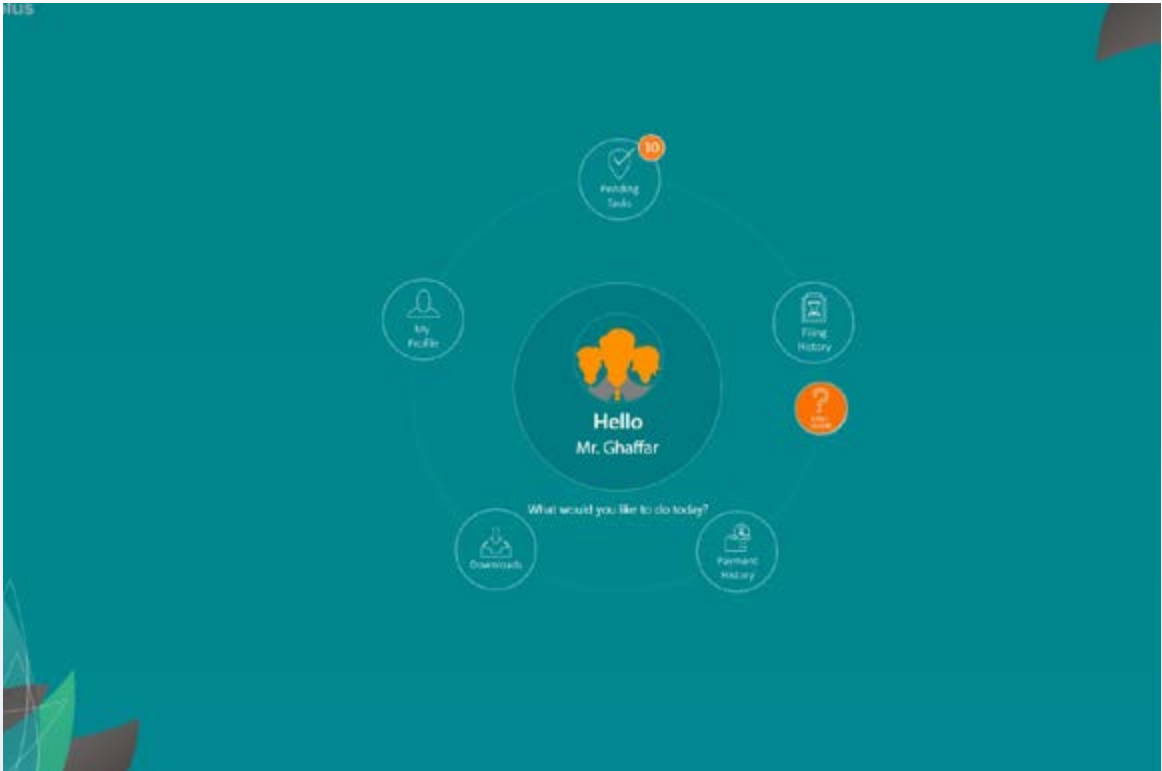 plus
10
Pending
Tasks
My
Profile
Filing
History
?
Hello
Mr. Ghaffar
What would you like to do today?
Downloads
Payment
History